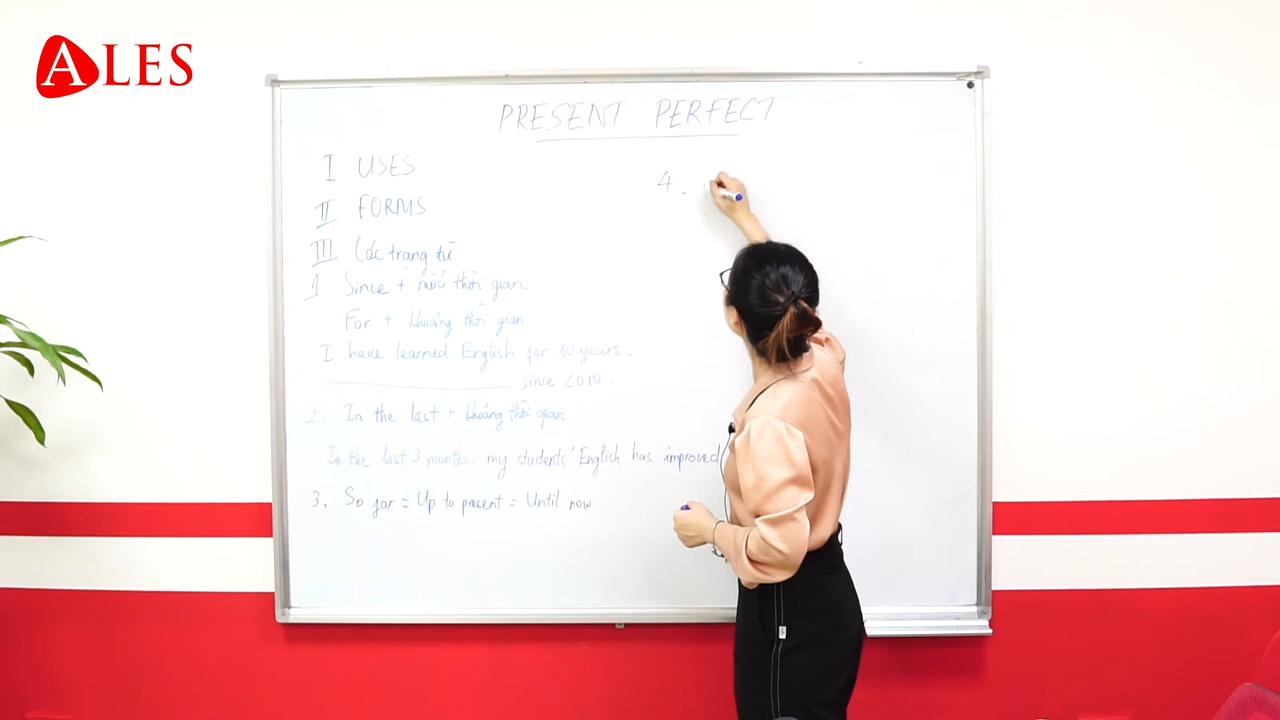 ALES
PRESENT PERFECT
I USES
II FORMS
III Các trạng từ
1 Since + mốc thời gian
For + khoảng thời gian
I have learned English for 10 years.
since 2010.
2. In the last + khoảng thời gian
In the last 3 months, my students' English has improved
3. So far = Up to present = Until now
4.